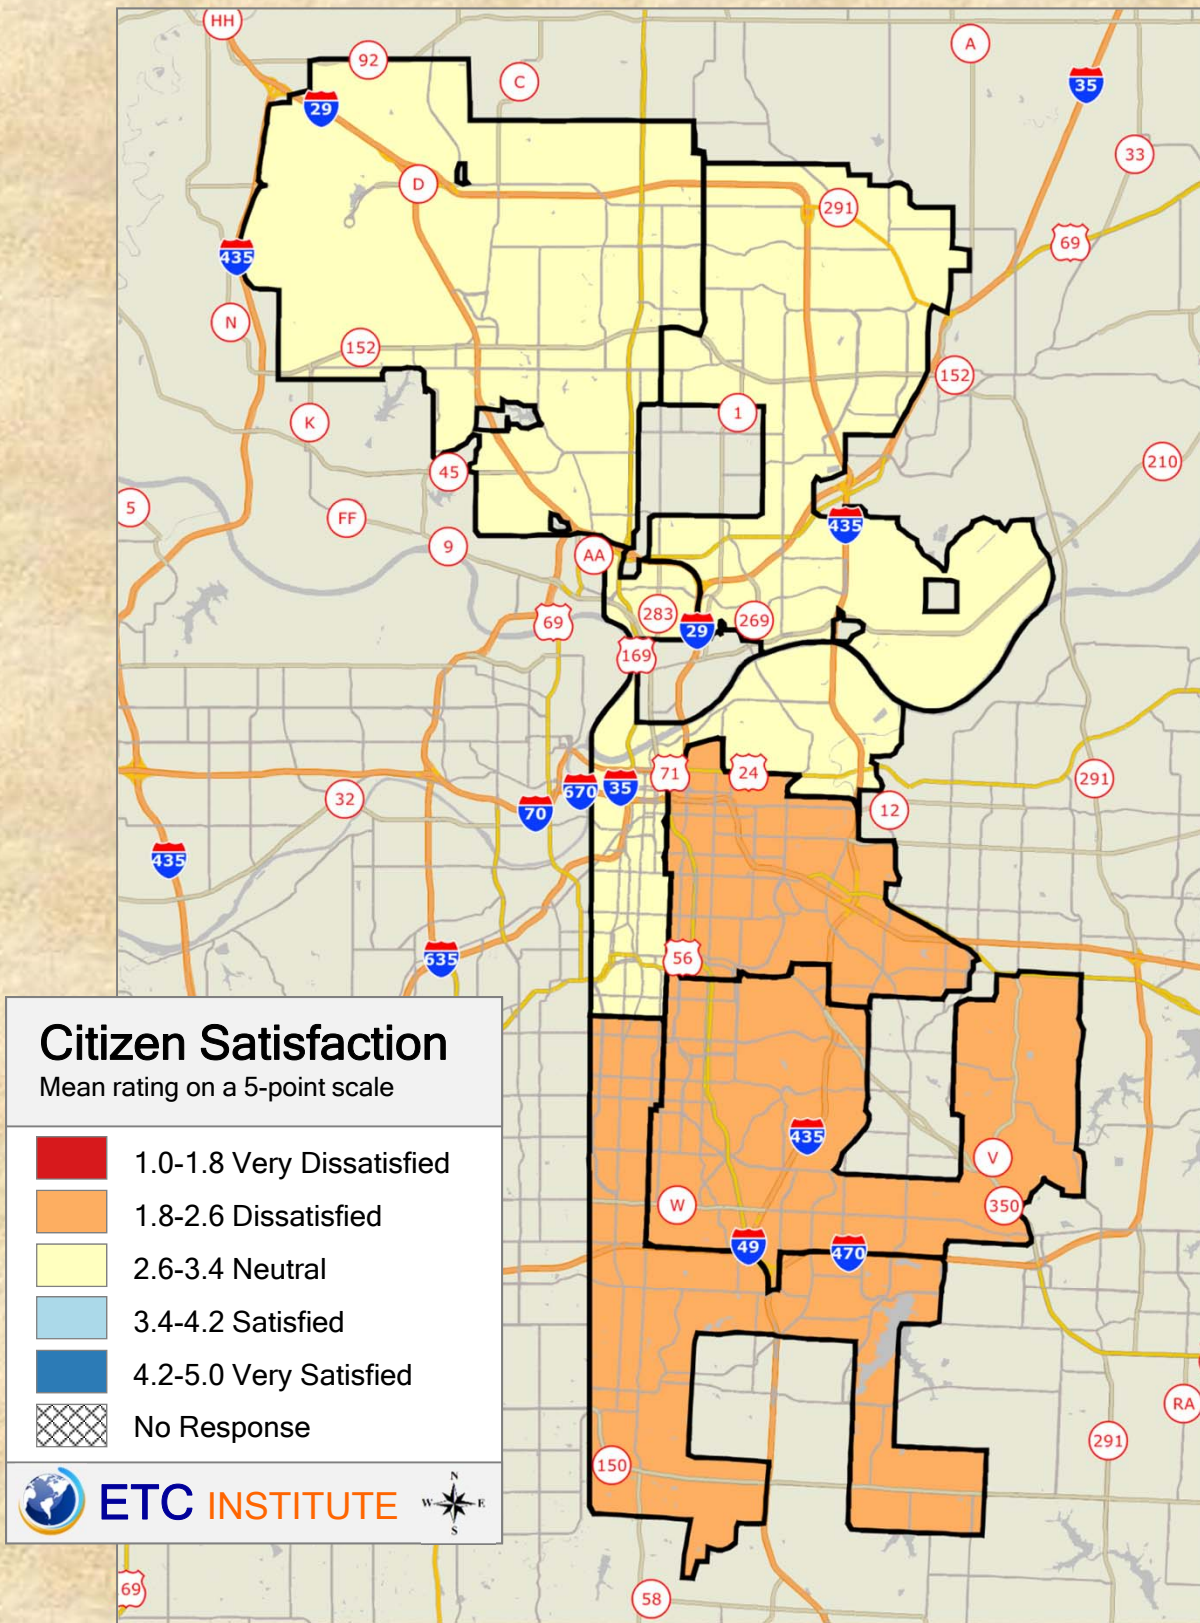 HH
92
C
A
35
29
33
D
291
69
435
N
152
152
K
1
45
210
5
FF
435
9
AA
283
269
69
29
169
71
24
291
670
35
32
70
12
435
56
635
Citizen Satisfaction
Mean rating on a 5-point scale
1.0-1.8 Very Dissatisfied
1.8-2.6 Dissatisfied
2.6-3.4 Neutral
3.4-4.2 Satisfied
4.2-5.0 Very Satisfied
No Response
ETC INSTITUTE
N
W
E
S
435
V
W
350
49
470
RA
291
150
69
58